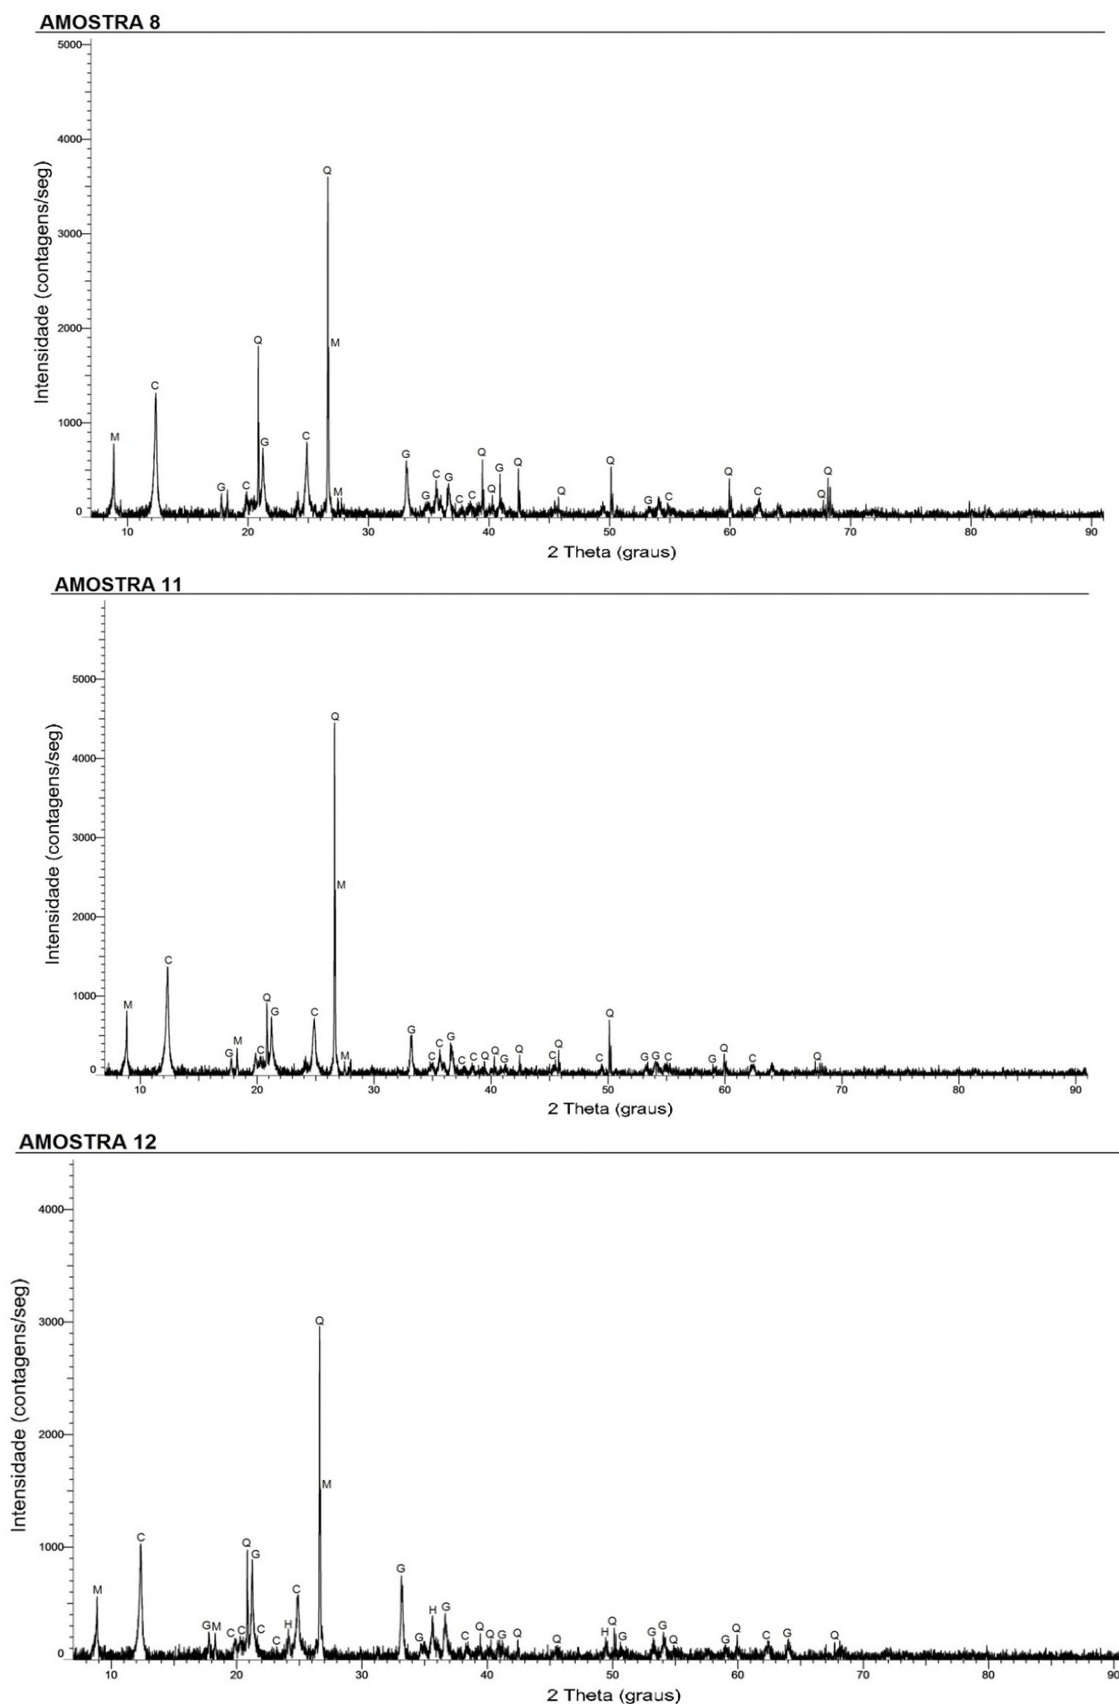 AMOSTRA 8
5000
4000
3000
2000
1000
0
Intensidade (contagens/seg)
M C G C Q G C Q M M G G C G C C Q Q G Q Q Q G C Q C Q Q
10 20 30 40 50 60 70 80 90
2 Theta (graus)
AMOSTRA 11
5000
4000
3000
2000
1000
0
Intensidade (contagens/seg)
M C G M C Q G C Q M M G C C G C C Q Q G Q C Q C Q G G C G Q C Q
10 20 30 40 50 60 70 80 90
2 Theta (graus)
AMOSTRA 12
4000
3000
2000
1000
0
Intensidade (contagens/seg)
M C G M C C Q G C C H C Q M G G H G C Q Q G Q Q H Q G G G Q G Q C G Q
10 20 30 40 50 60 70 80 90
2 Theta (graus)